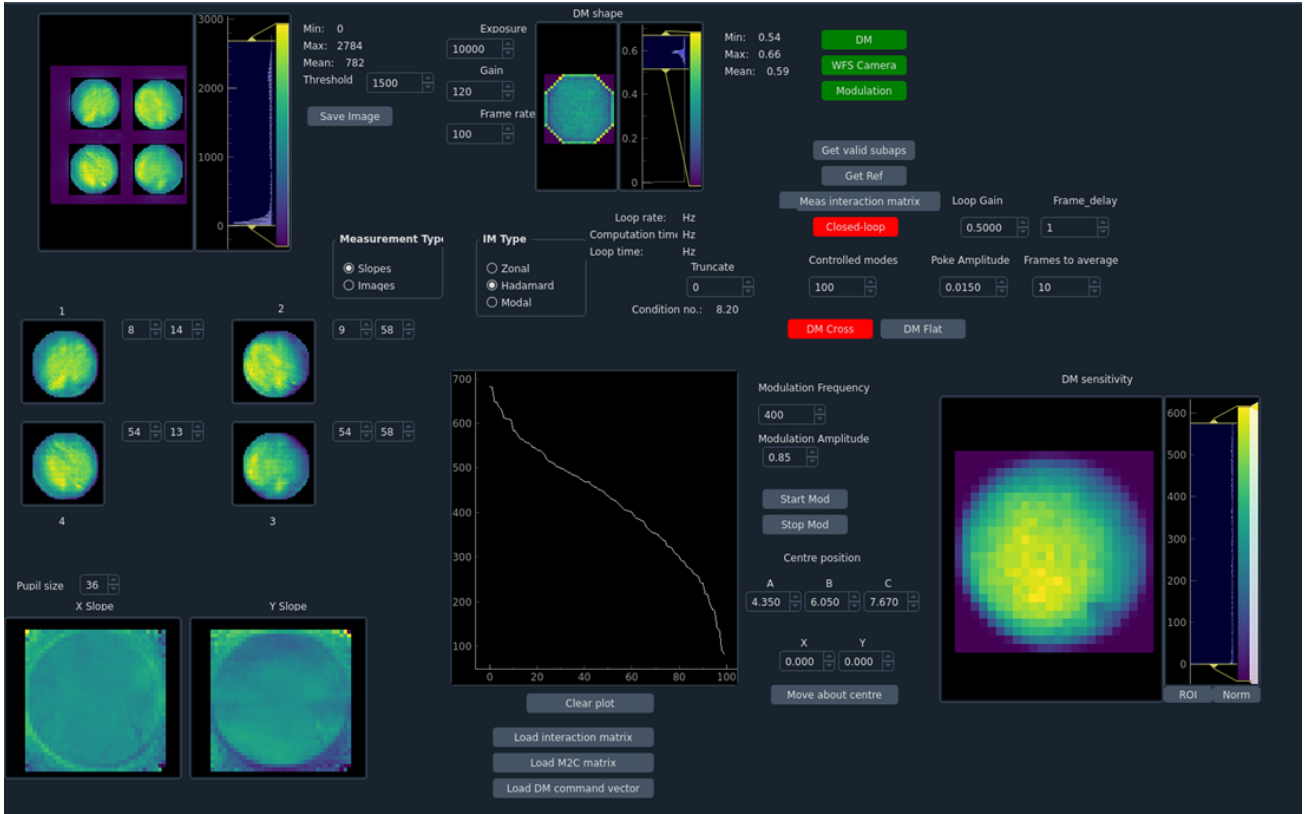 DM shape
3000
2000
1000
0
Min: 0
Max: 2784
Mean: 782
Threshold 1500
Save Image
Exposure
10000
Gain
120
Frame rate
100
0.6
0.4
0.2
0
Min: 0.54
Max: 0.66
Mean: 0.59
DM
WFS Camera
Modulation
Get valid subaps
Get Ref
Meas interaction matrix
Closed-loop
Loop Gain
0.5000
Frame_delay
1
Loop rate: Hz
Computation time Hz
Loop time: Hz
Measurement Type
Slopes
Images
IM Type
Zonal
Hadamard
Modal
Truncate
0
Condition no.: 8.20
Controlled modes
100
Poke Amplitude
0.0150
Frames to average
10
DM Cross
DM Flat
1
8 14
2
9 58
54 13
54 58
4
3
Pupil size 36
X Slope
Y Slope
700
600
500
400
300
200
100
0 20 40 60 80 100
Clear plot
Load interaction matrix
Load M2C matrix
Load DM command vector
Modulation Frequency
400
Modulation Amplitude
0.85
Start Mod
Stop Mod
Centre position
A B C
4.350 6.050 7.670
X Y
0.000 0.000
Move about centre
DM sensitivity
600
500
400
300
200
100
0
ROI Norm